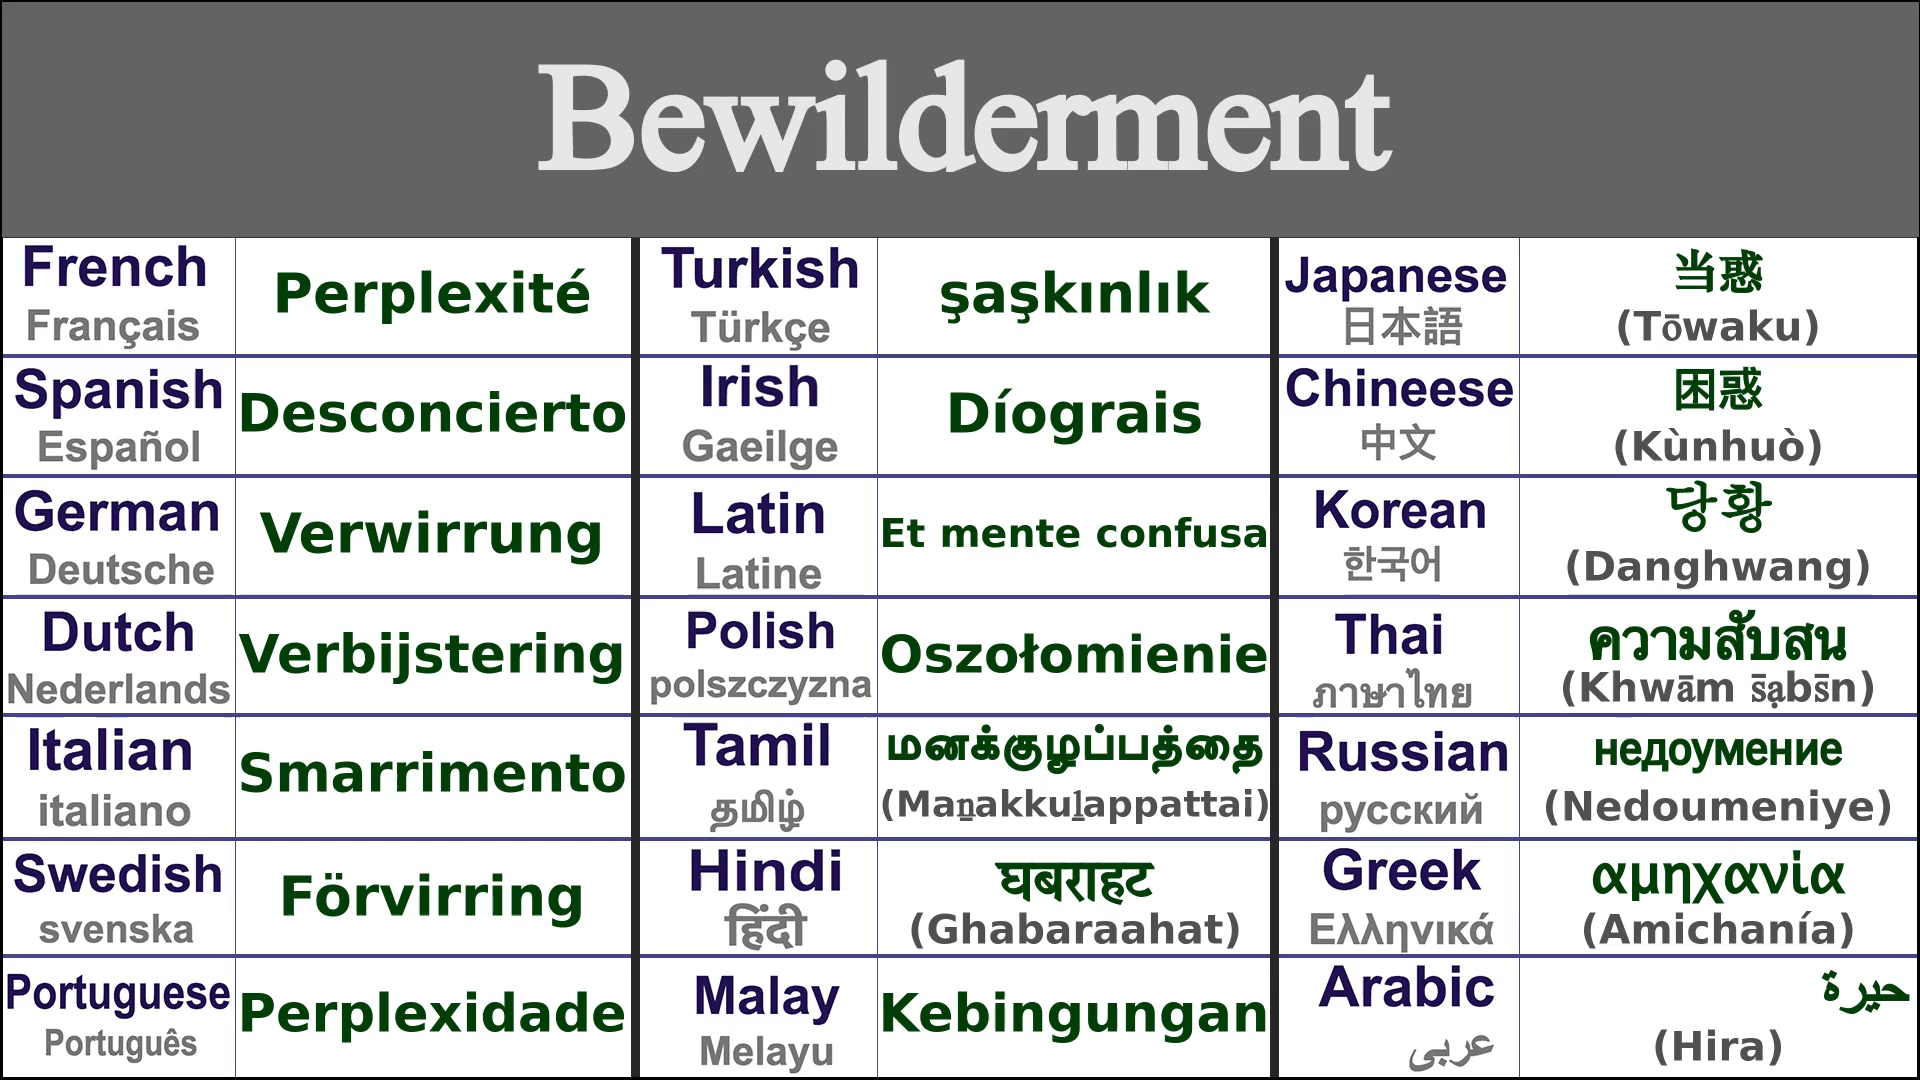 Bewilderment
French
Français
Perplexité
Turkish
Türkçe
şaşkınlık
Japanese
日本語
当惑
(Tōwaku)
Spanish
Español
Desconcierto
Irish
Gaeilge
Díograis
Chineese
中文
困惑
(Kùnhuò)
German
Deutsche
Verwirrung
Latin
Latine
Et mente confusa
Korean
한국어
당황
(Danghwang)
Dutch
Nederlands
Verbijstering
Polish
polszczyzna
Oszołomienie
Thai
ภาษาไทย
ความสับสน
(Khwām s̄ạbs̄n)
Italian
italiano
Smarrimento
Tamil
தமிழ்
மனக்குழப்பத்தை
(Maṉakkuḻappattai)
Russian
русский
недоумение
(Nedoumeniye)
Swedish
svenska
Förvirring
Hindi
हिंदी
घबराहट
(Ghabaraahat)
Greek
Ελληνικά
αμηχανία
(Amichanía)
Portuguese
Português
Perplexidade
Malay
Melayu
Kebingungan
Arabic
عربى
حيرة
(Hira)